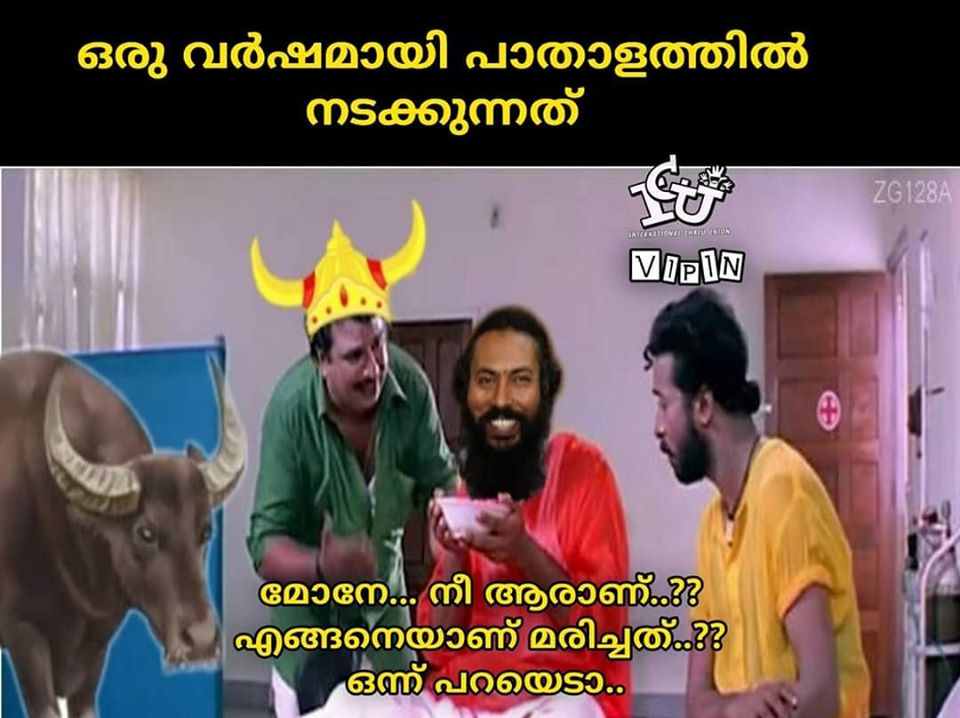 ഒരു വർഷമായി പാതാളത്തിൽ
നടക്കുന്നത്
ICU
INTERNATIONAL CHALU UNION
VIPIN
ZG128A
മോനേ... നീ ആരാണ്..??
എങ്ങനെയാണ് മരിച്ചത്..??
ഒന്ന് പറയെടാ..